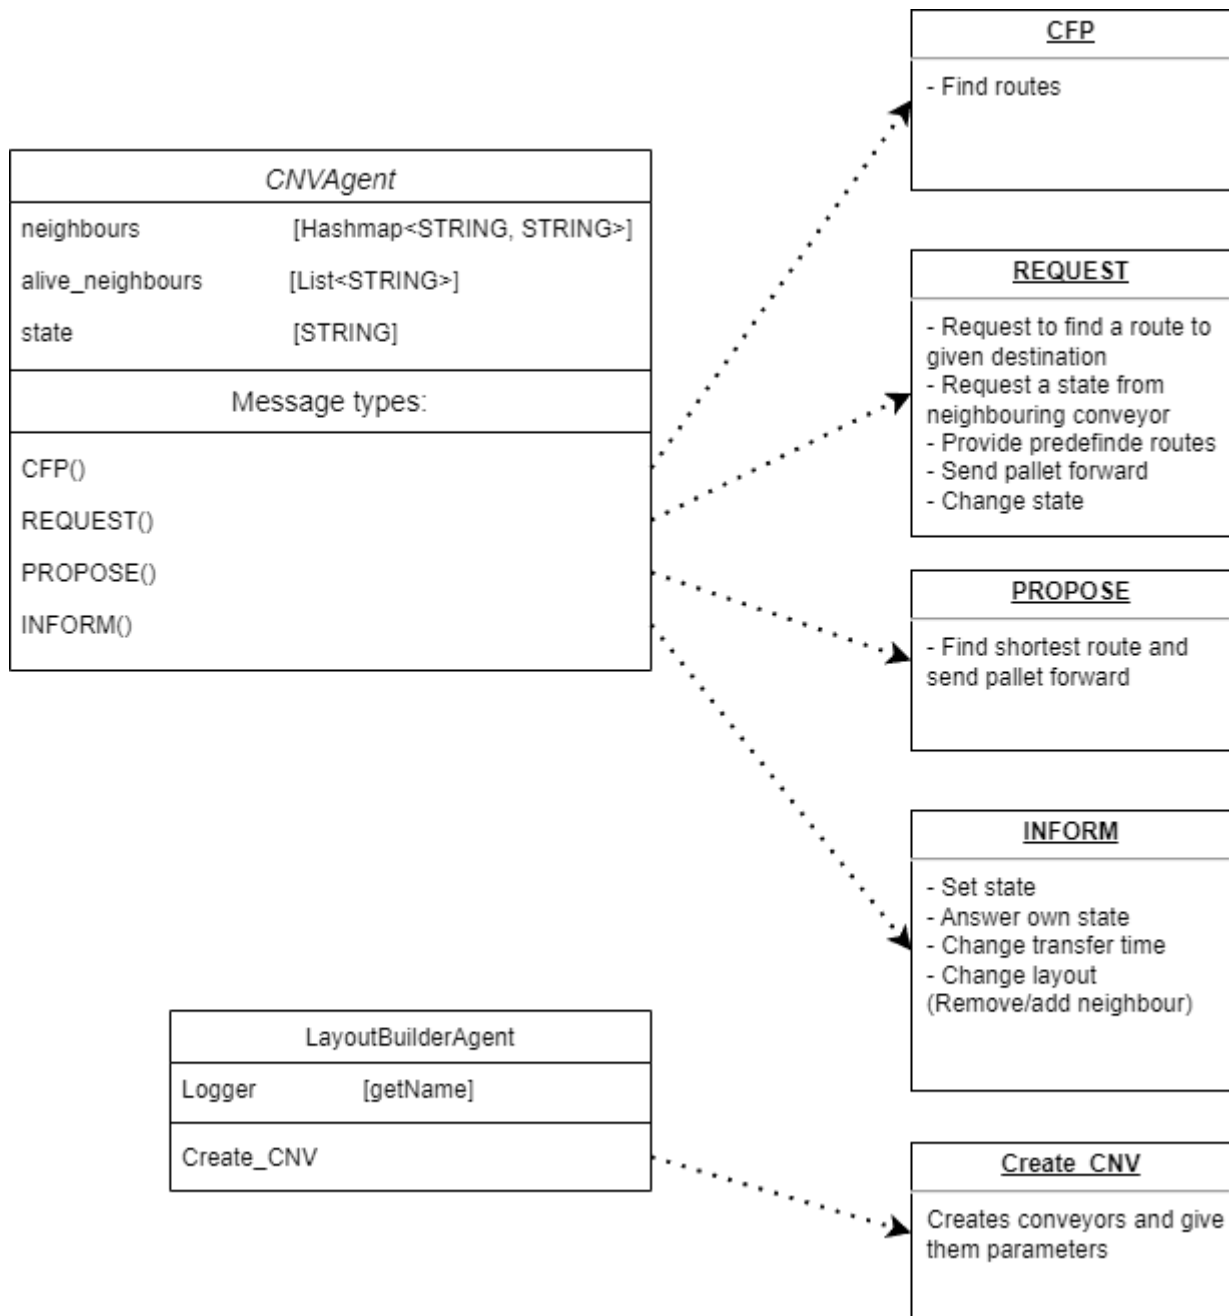 CFP
- Find routes
CNVAgent
neighbours [Hashmap<STRING, STRING>]
alive_neighbours [List<STRING>]
state [STRING]
Message types:
CFP()
REQUEST()
PROPOSE()
INFORM()
REQUEST
- Request to find a route to
given destination
- Request a state from
neighbouring conveyor
- Provide predefinde routes
- Send pallet forward
- Change state
PROPOSE
- Find shortest route and
send pallet forward
INFORM
- Set state
- Answer own state
- Change transfer time
- Change layout
(Remove/add neighbour)
LayoutBuilderAgent
Logger [getName]
Create_CNV
Create_CNV
Creates conveyors and give
them parameters